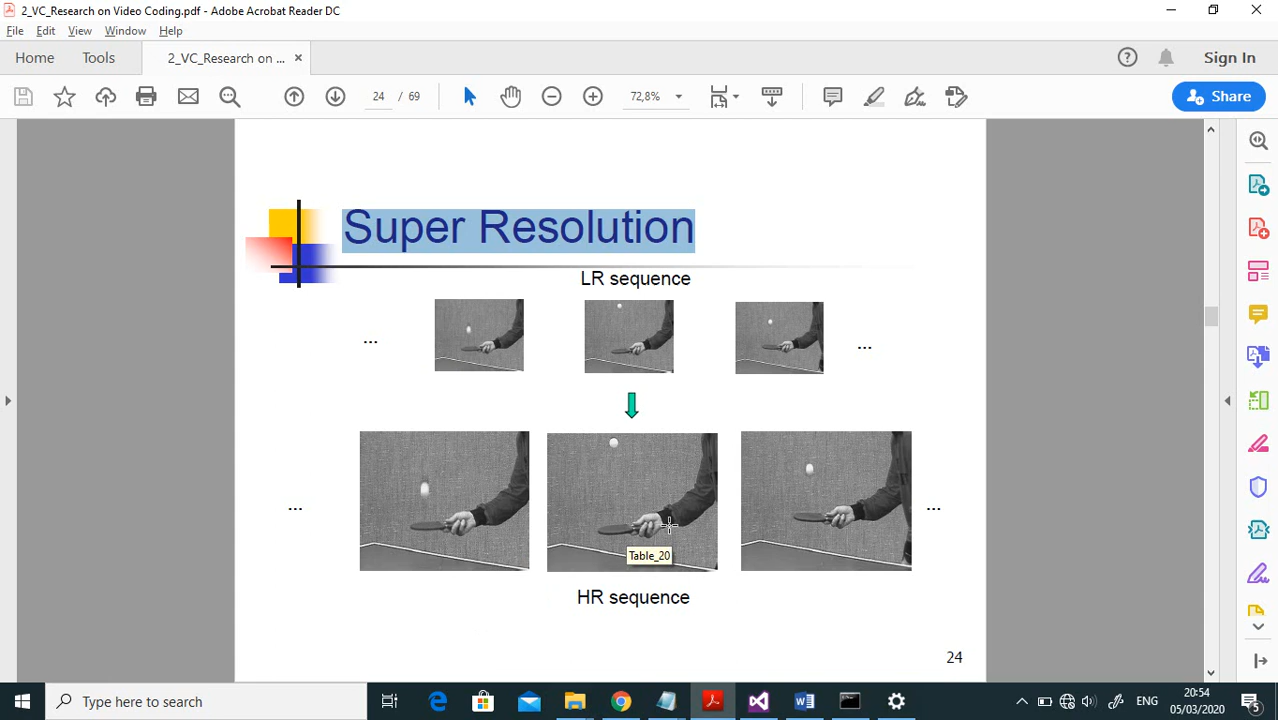 2_VC_Research on Video Coding.pdf - Adobe Acrobat Reader DC
File Edit View Window Help
Home Tools 2_VC_Research on ... ×
Sign In
24 / 69 72,8% Share
Super Resolution
LR sequence
... ...
... ...
Table_20
HR sequence
24
Type here to search
ENG 20:54
05/03/2020 5